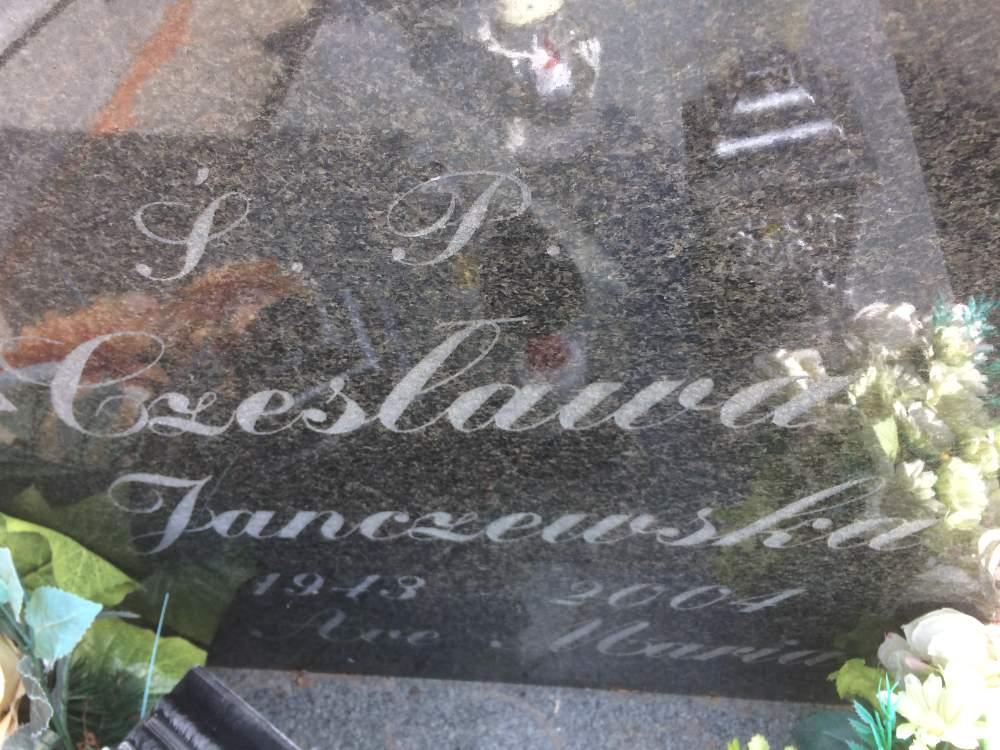 Ś. P.
Czesława
Janczewska
1943 2004
Ave Maria